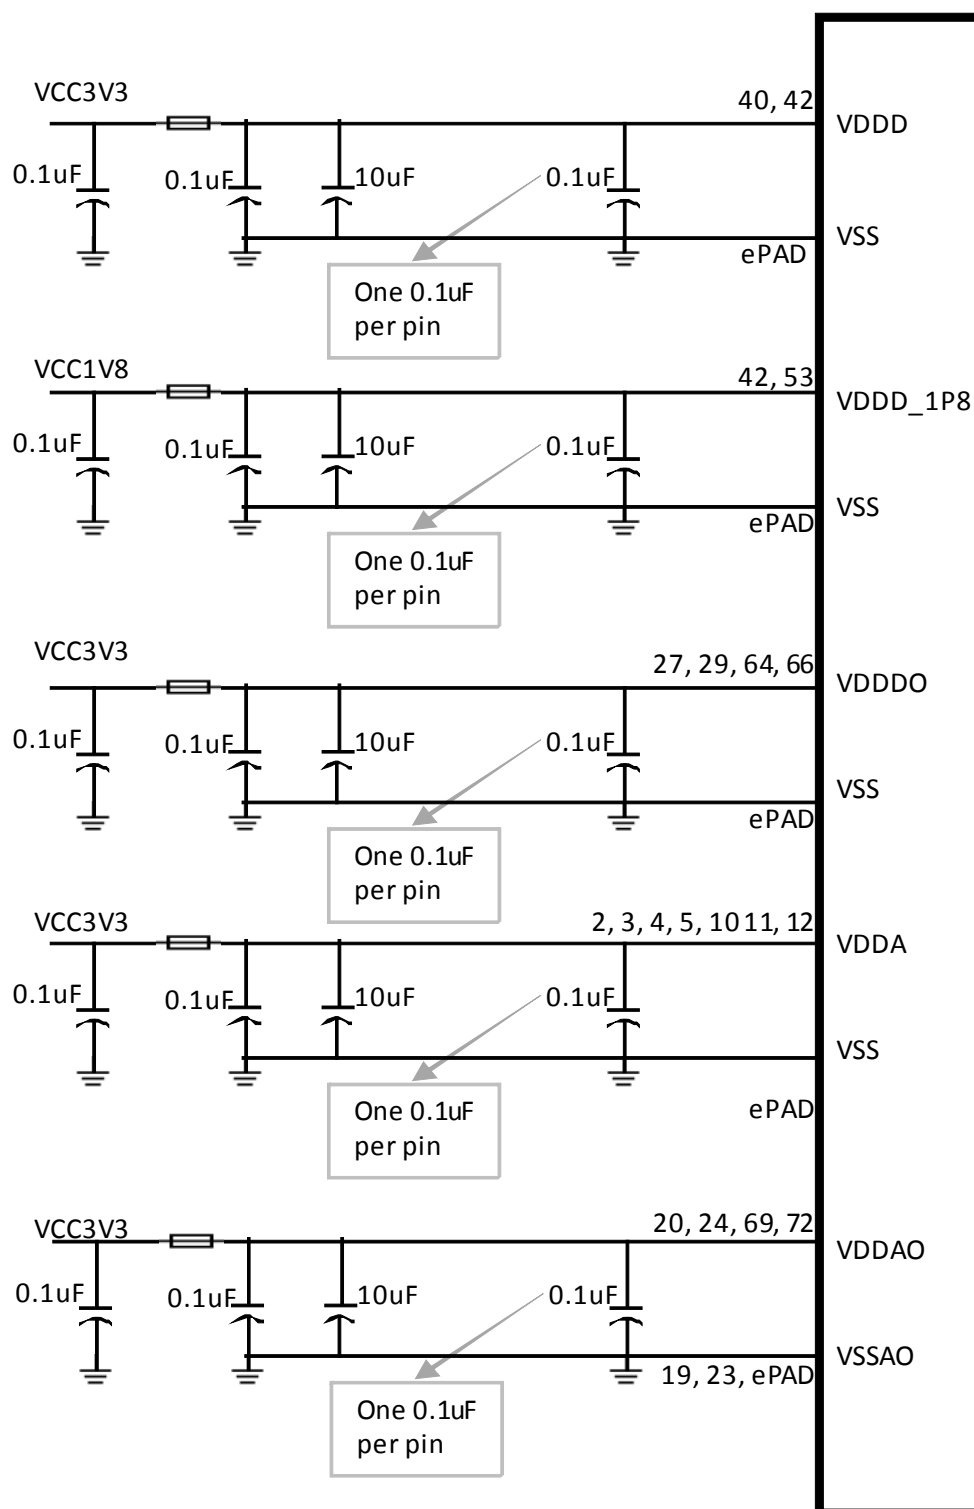 VCC3V3
40, 42
VDDD
0.1uF
0.1uF
10uF
0.1uF
VSS
ePAD
One 0.1uF
per pin
VCC1V8
42, 53
VDDD_1P8
0.1uF
0.1uF
10uF
0.1uF
VSS
ePAD
One 0.1uF
per pin
VCC3V3
27, 29, 64, 66
VDDDO
0.1uF
0.1uF
10uF
0.1uF
VSS
ePAD
One 0.1uF
per pin
VCC3V3
2, 3, 4, 5, 10 11, 12
VDDA
0.1uF
0.1uF
10uF
0.1uF
VSS
ePAD
One 0.1uF
per pin
VCC3V3
20, 24, 69, 72
VDDAO
0.1uF
0.1uF
10uF
0.1uF
VSSAO
19, 23, ePAD
One 0.1uF
per pin